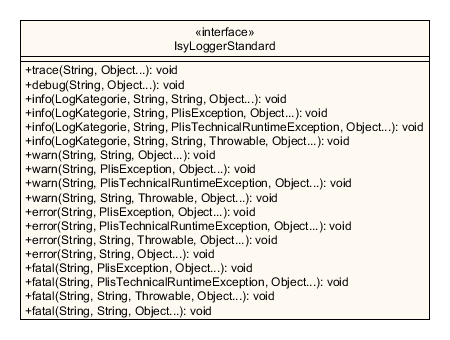 «interface»
IsyLoggerStandard
+trace(String, Object...): void
+debug(String, Object...): void
+info(LogKategorie, String, String, Object...): void
+info(LogKategorie, String, PlisException, Object...): void
+info(LogKategorie, String, PlisTechnicalRuntimeException, Object...): void
+info(LogKategorie, String, String, Throwable, Object...): void
+warn(String, String, Object...): void
+warn(String, PlisException, Object...): void
+warn(String, PlisTechnicalRuntimeException, Object...): void
+warn(String, String, Throwable, Object...): void
+error(String, PlisException, Object...): void
+error(String, PlisTechnicalRuntimeException, Object...): void
+error(String, String, Throwable, Object...): void
+error(String, String, Object...): void
+fatal(String, PlisException, Object...): void
+fatal(String, PlisTechnicalRuntimeException, Object...): void
+fatal(String, String, Throwable, Object...): void
+fatal(String, String, Object...): void